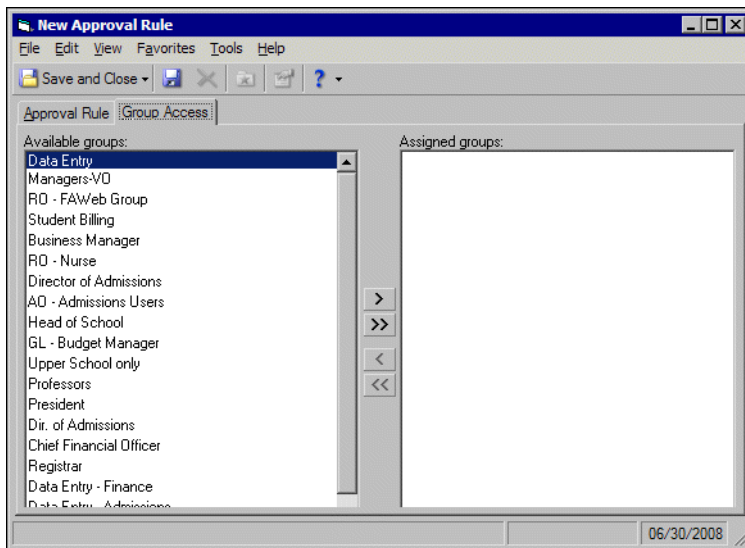 New Approval Rule
File Edit View Favorites Tools Help
Save and Close
Approval Rule Group Access
Available groups: Assigned groups:
Data Entry
Managers-VO
RO - FAWeb Group
Student Billing
Business Manager
RO - Nurse
Director of Admissions
AO - Admissions Users
Head of School
GL - Budget Manager
Upper School only
Professors
President
Dir. of Admissions
Chief Financial Officer
Registrar
Data Entry - Finance
Data Entry - Admissions
> 
>>
<
<<
06/30/2008